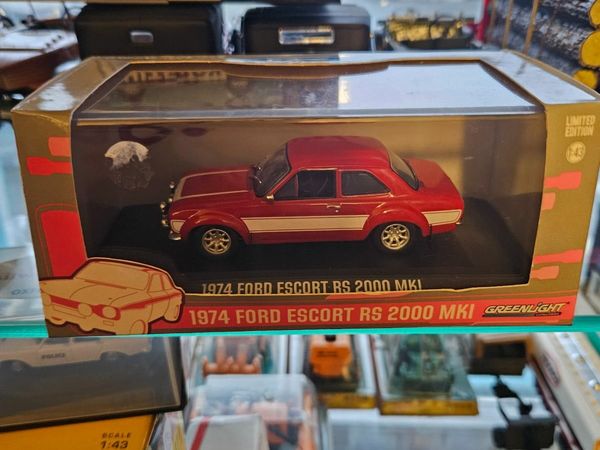 LIMITED
EDITION
1:43
1974 FORD ESCORT RS 2000 MKI
1974 FORD ESCORT RS 2000 MKI
GREENLIGHT
POLICE
SCALE
1:43